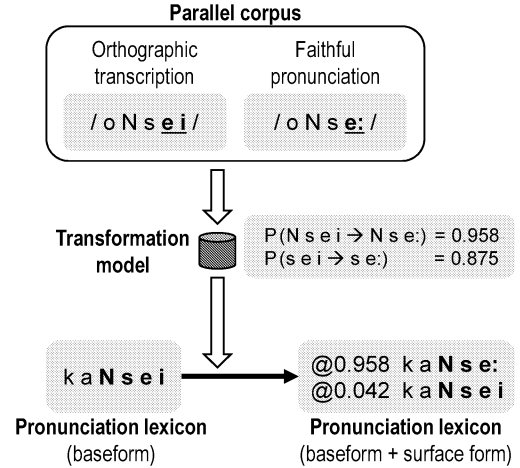 Parallel corpus
Orthographic transcription
Faithful pronunciation
/ o N s e i /
/ o N s e: /
Transformation model
P(N s e i → N s e:) = 0.958
P(s e i → s e:) = 0.875
k a N s e i
@0.958 k a N s e:
@0.042 k a N s e i
Pronunciation lexicon
(baseform)
Pronunciation lexicon
(baseform + surface form)